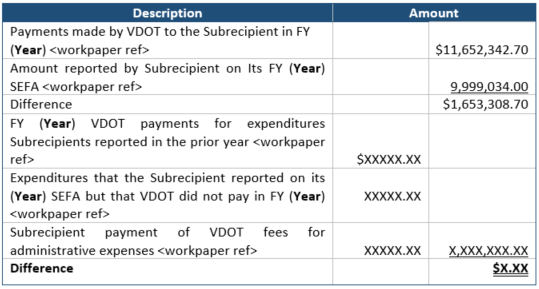 Description Amount
Payments made by VDOT to the Subrecipient in FY
(Year) <workpaper ref> $11,652,342.70
Amount reported by Subrecipient on Its FY (Year)
SEFA <workpaper ref> 9,999,034.00
Difference $1,653,308.70
FY (Year) VDOT payments for expenditures
Subrecipients reported in the prior year <workpaper
ref> $XXXXX.XX
Expenditures that the Subrecipient reported on its
(Year) SEFA but that VDOT did not pay in FY (Year) XXXXX.XX
<workpaper ref>
Subrecipient payment of VDOT fees for
administrative expenses <workpaper ref> XXXXX.XX X,XXX,XXX.XX
Difference $X.XX